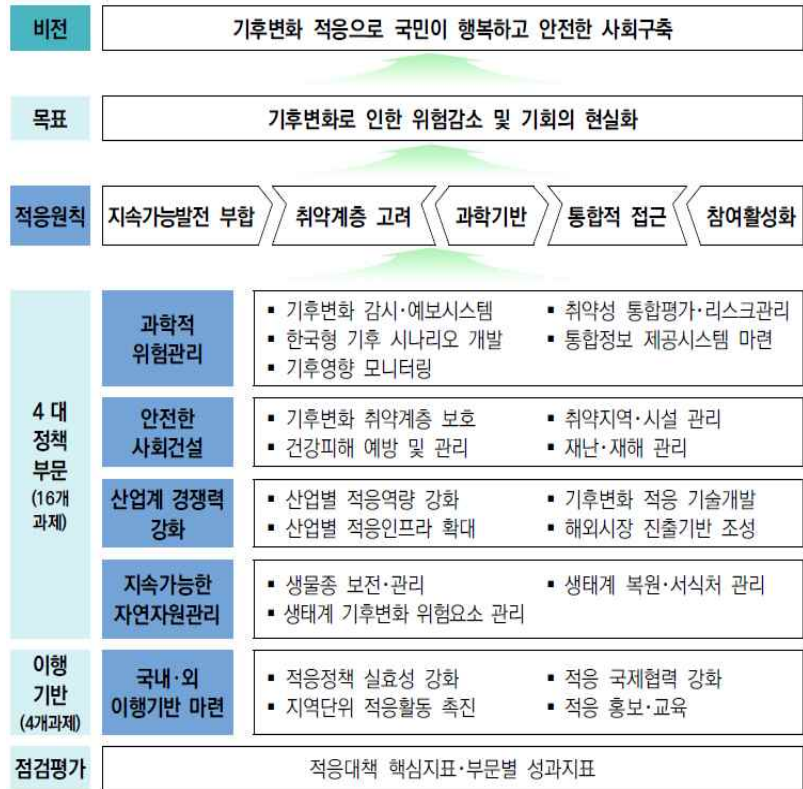 비전
기후변화 적응으로 국민이 행복하고 안전한 사회구축
목표
기후변화로 인한 위험감소 및 기회의 현실화
적응원칙
지속가능발전 부합
취약계층 고려
과학기반
통합적 접근
참여활성화
4 대
정책
부문
(16개
과제)
과학적
위험관리
▪ 기후변화 감시·예보시스템
▪ 한국형 기후 시나리오 개발
▪ 기후영향 모니터링
▪ 취약성 통합평가·리스크관리
▪ 통합정보 제공시스템 마련
안전한
사회건설
▪ 기후변화 취약계층 보호
▪ 건강피해 예방 및 관리
▪ 취약지역·시설 관리
▪ 재난·재해 관리
산업계 경쟁력
강화
▪ 산업별 적응역량 강화
▪ 산업별 적응인프라 확대
▪ 기후변화 적응 기술개발
▪ 해외시장 진출기반 조성
지속가능한
자연자원관리
▪ 생물종 보전·관리
▪ 생태계 기후변화 위험요소 관리
▪ 생태계 복원·서식처 관리
이행
기반
(4개과제)
국내·외
이행기반 마련
▪ 적응정책 실효성 강화
▪ 지역단위 적응활동 촉진
▪ 적응 국제협력 강화
▪ 적응 홍보·교육
점검평가
적응대책 핵심지표·부문별 성과지표